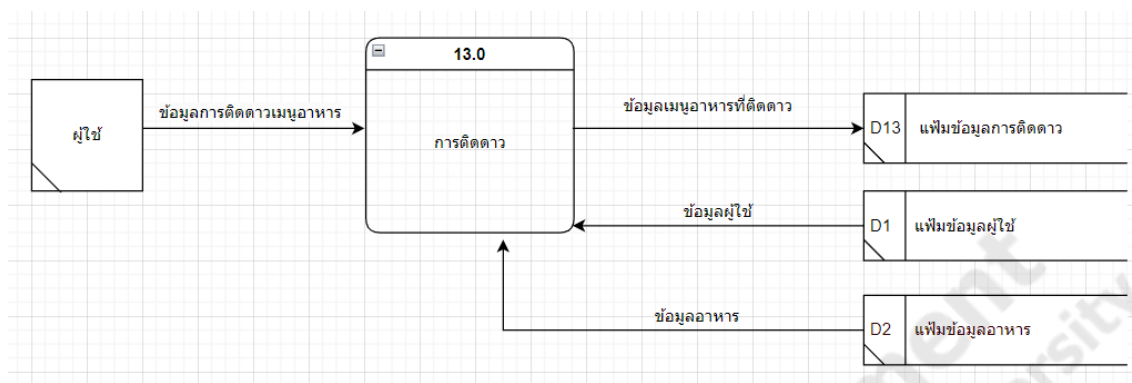 13.0
ผู้ใช้
ข้อมูลการติดดาวเมนูอาหาร
การติดดาว
ข้อมูลเมนูอาหารที่ติดดาว
D13 แฟ้มข้อมูลการติดดาว
ข้อมูลผู้ใช้
D1 แฟ้มข้อมูลผู้ใช้
ข้อมูลอาหาร
D2 แฟ้มข้อมูลอาหาร